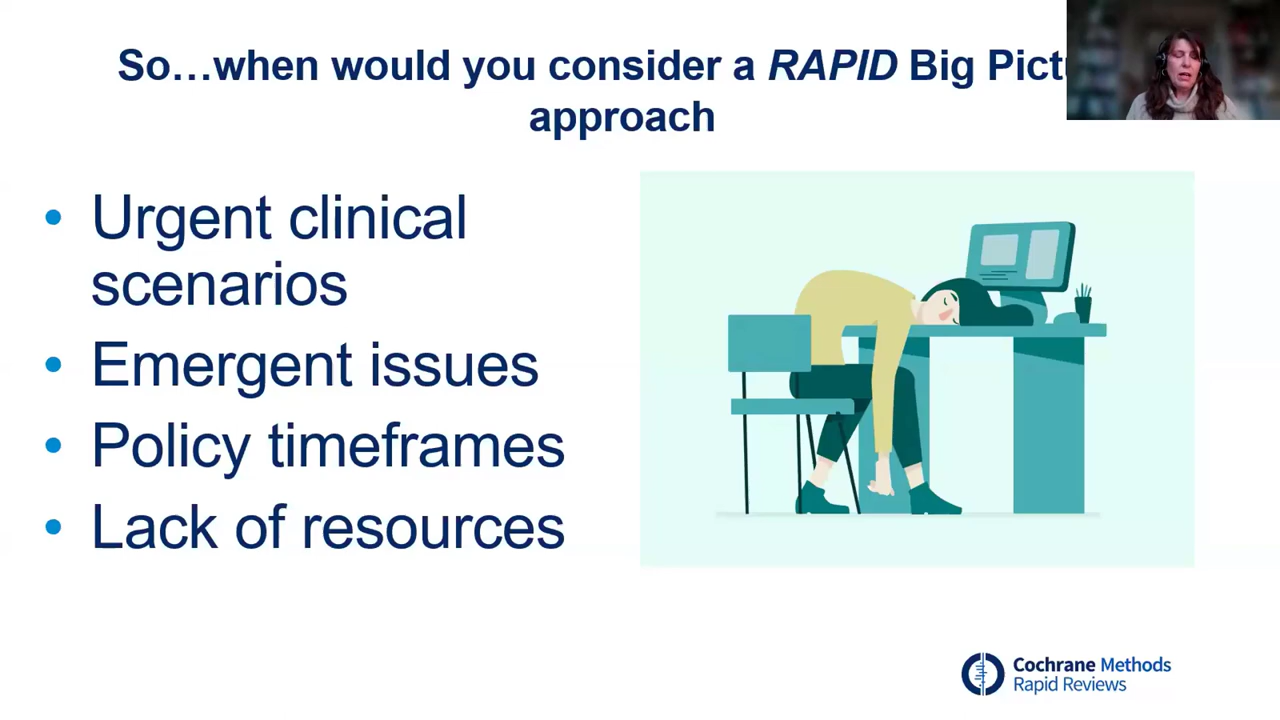 So…when would you consider a RAPID Big
approach
• Urgent clinical
scenarios
• Emergent issues
• Policy timeframes
• Lack of resources
Cochrane Methods
Rapid Reviews